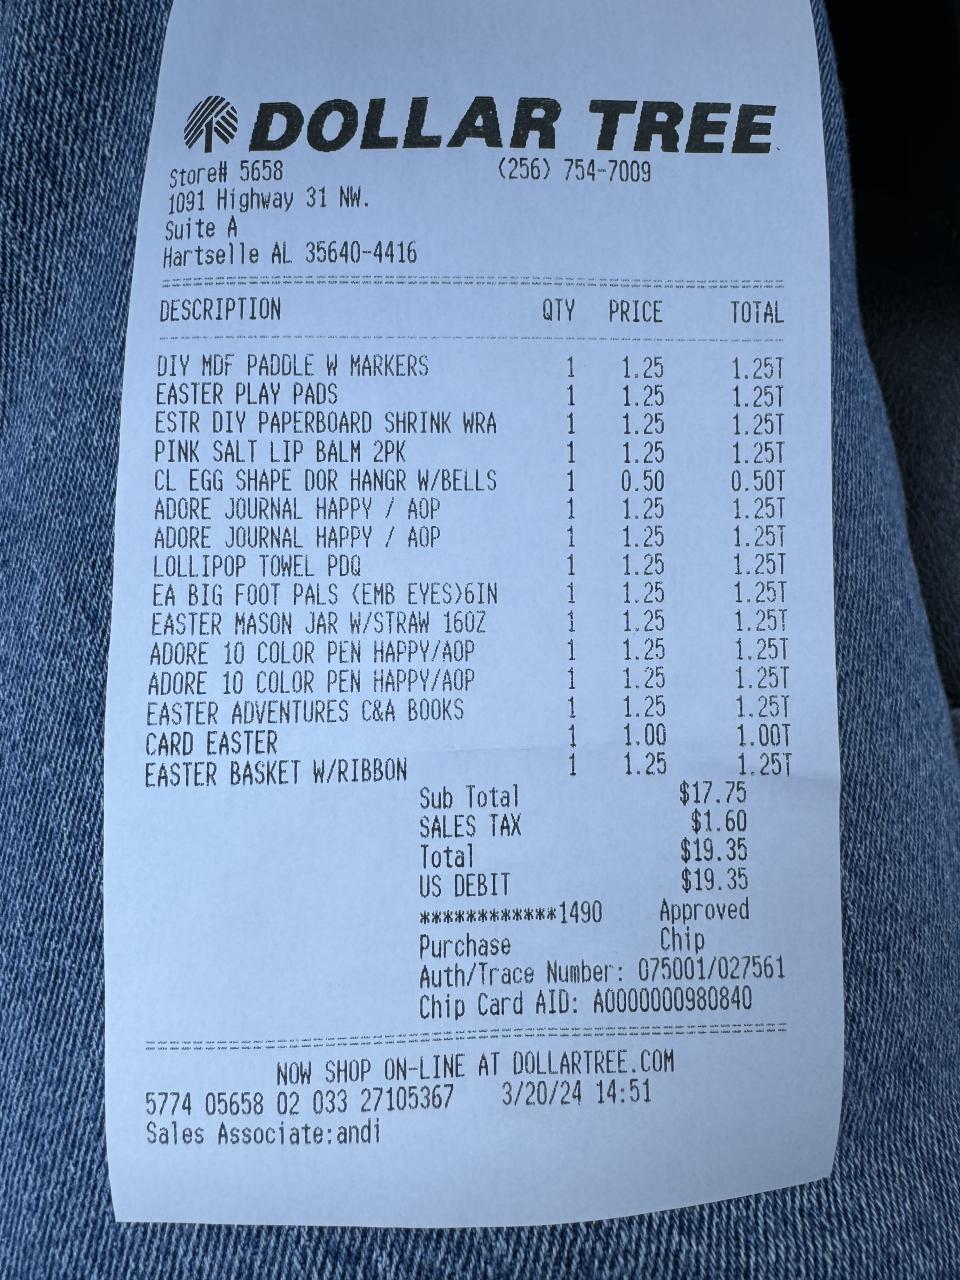 DOLLAR TREE
Store# 5658 (256) 754-7009
1091 Highway 31 NW.
Suite A
Hartselle AL 35640-4416
DESCRIPTION QTY PRICE TOTAL
DIY MDF PADDLE W MARKERS 1 1.25 1.25T
EASTER PLAY PADS 1 1.25 1.25T
ESTR DIY PAPERBOARD SHRINK WRA 1 1.25 1.25T
PINK SALT LIP BALM 2PK 1 1.25 1.25T
CL EGG SHAPE DOR HANGR W/BELLS 1 0.50 0.50T
ADORE JOURNAL HAPPY / AOP 1 1.25 1.25T
ADORE JOURNAL HAPPY / AOP 1 1.25 1.25T
LOLLIPOP TOWEL PDQ 1 1.25 1.25T
EA BIG FOOT PALS (EMB EYES)6IN 1 1.25 1.25T
EASTER MASON JAR W/STRAW 16OZ 1 1.25 1.25T
ADORE 10 COLOR PEN HAPPY/AOP 1 1.25 1.25T
ADORE 10 COLOR PEN HAPPY/AOP 1 1.25 1.25T
EASTER ADVENTURES C&A BOOKS 1 1.25 1.25T
CARD EASTER 1 1.00 1.00T
EASTER BASKET W/RIBBON 1 1.25 1.25T
Sub Total $17.75
SALES TAX $1.60
Total $19.35
US DEBIT $19.35
************1490 Approved
Purchase Chip
Auth/Trace Number: 075001/027561
Chip Card AID: A0000000980840
NOW SHOP ON-LINE AT DOLLARTREE.COM
5774 05658 02 033 27105367 3/20/24 14:51
Sales Associate:andi